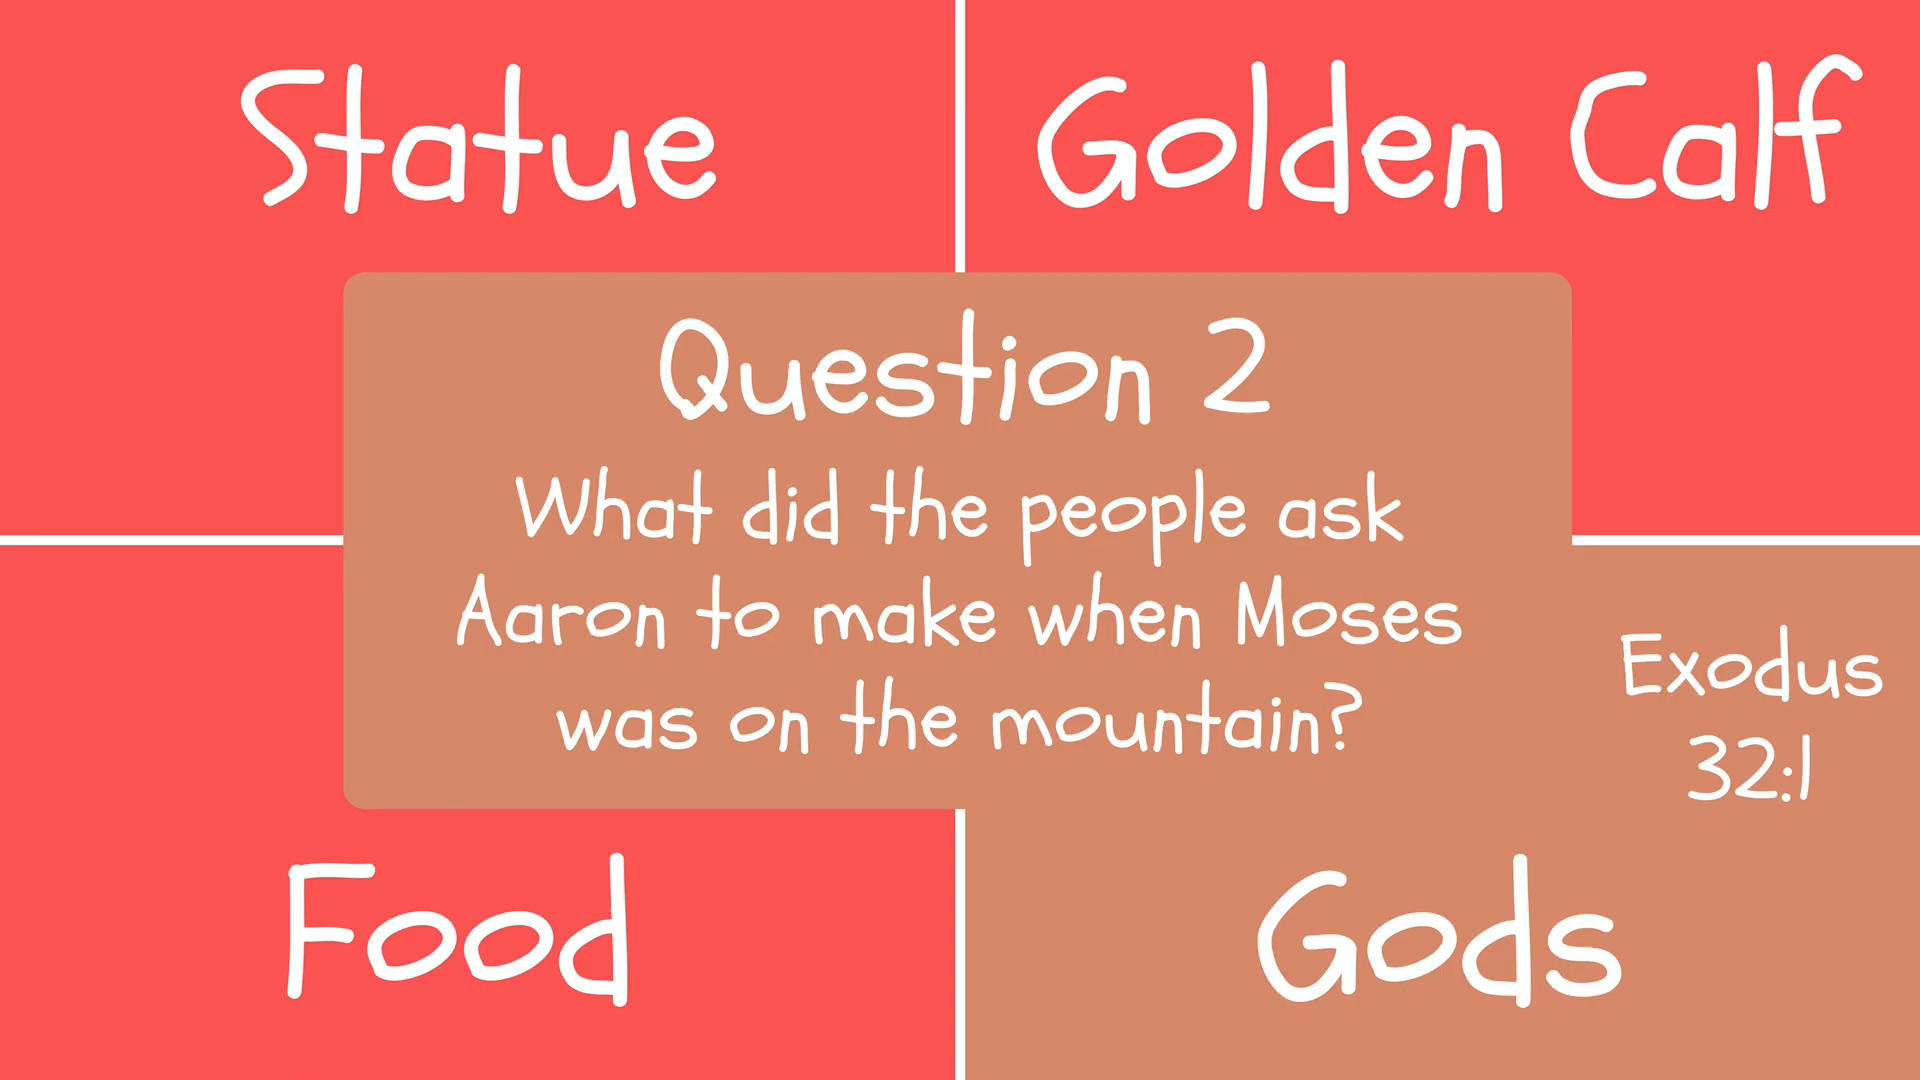 Statue
Golden Calf
Question 2
What did the people ask
Aaron to make when Moses
was on the mountain?
Exodus
32:1
Food
Gods